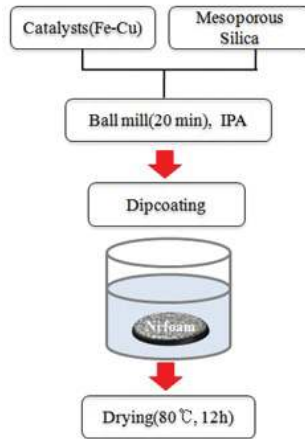 Catalysts(Fe-Cu)
Mesoporous
Silica
Ball mill(20 min), IPA
Dipcoating
Ni foam
Drying(80℃, 12h)